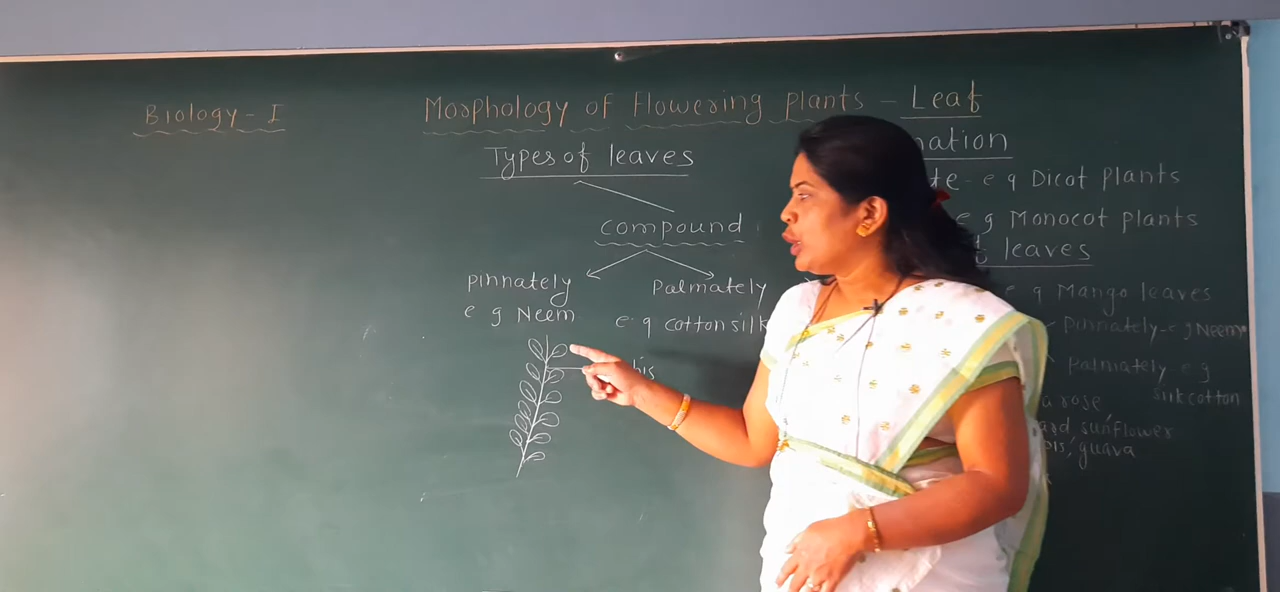 Biology - I
Morphology of Flowering plants - Leaf
Types of leaves
compound
pinnately
e g Neem
Palmately
e.g cotton silk
nation
te - e g Dicot plants
e g Monocot plants
leaves
e g Mango leaves
pinnately - e g Neem
palmately - e g
silk cotton
a rose
ard sunflower
guava